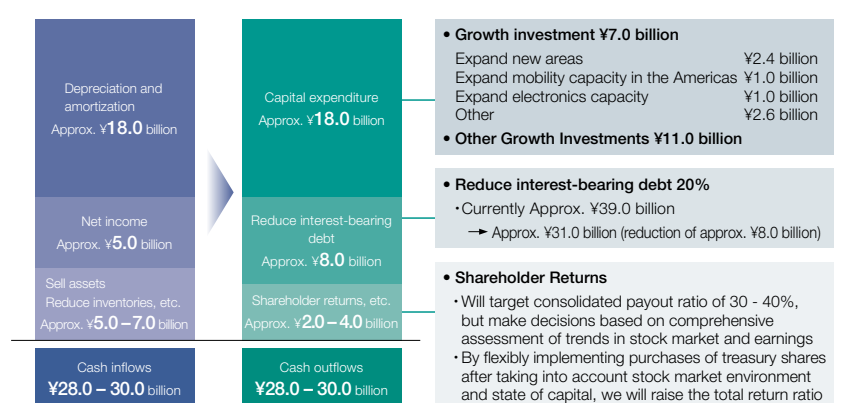 Depreciation and
amortization
Approx. ¥18.0 billion
Net income
Approx. ¥5.0 billion
Sell assets
Reduce inventories, etc.
Approx. ¥5.0 – 7.0 billion
Cash inflows
¥28.0 – 30.0 billion
Capital expenditure
Approx. ¥18.0 billion
Reduce interest-bearing
debt
Approx. ¥8.0 billion
Shareholder returns, etc.
Approx. ¥2.0 – 4.0 billion
Cash outflows
¥28.0 – 30.0 billion
• Growth investment ¥7.0 billion
Expand new areas ¥2.4 billion
Expand mobility capacity in the Americas ¥1.0 billion
Expand electronics capacity ¥1.0 billion
Other ¥2.6 billion
• Other Growth Investments ¥11.0 billion
• Reduce interest-bearing debt 20%
・Currently Approx. ¥39.0 billion
→ Approx. ¥31.0 billion (reduction of approx. ¥8.0 billion)
• Shareholder Returns
・Will target consolidated payout ratio of 30 - 40%,
but make decisions based on comprehensive
assessment of trends in stock market and earnings
・By flexibly implementing purchases of treasury shares
after taking into account stock market environment
and state of capital, we will raise the total return ratio